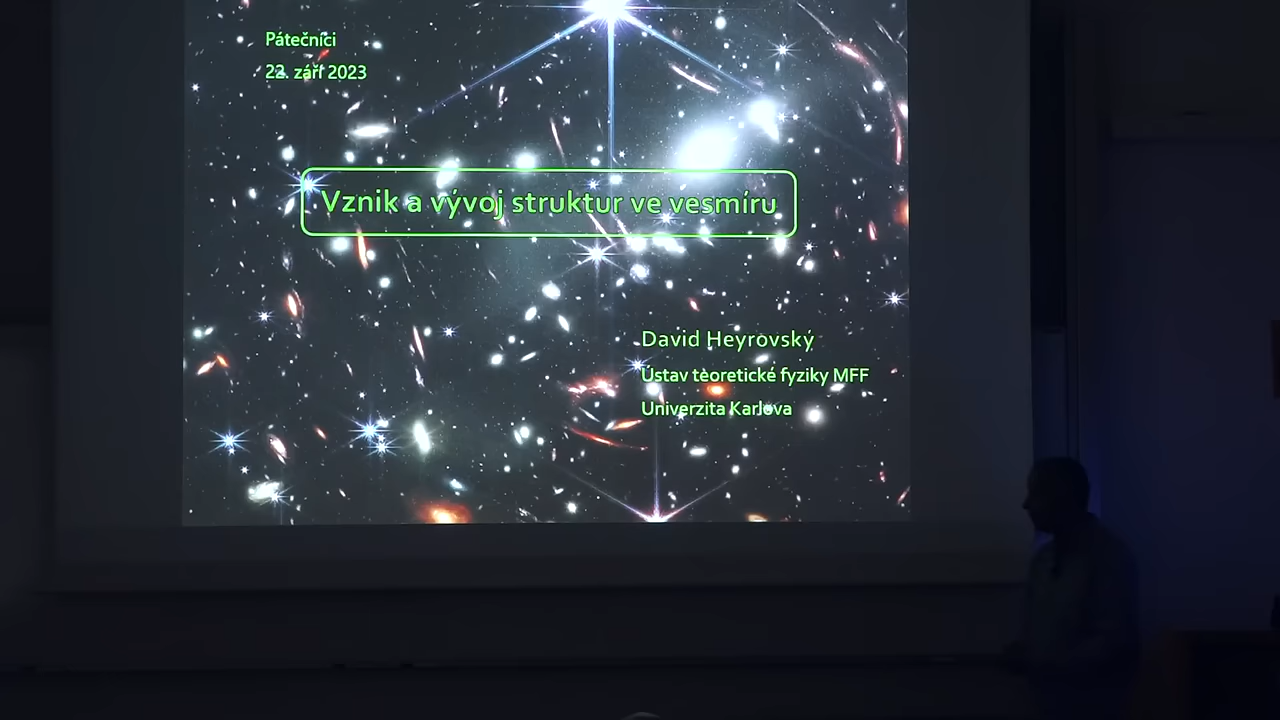 Pátečníci
22. září 2023
Vznik a vývoj struktur ve vesmíru
David Heyrovský
Ústav teoretické fyziky MFF
Univerzita Karlova